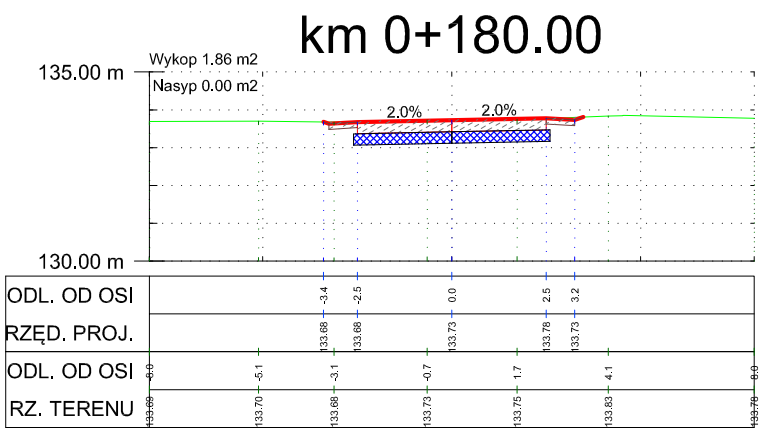 km 0+180.00
Wykop 1.86 m2
135.00 m
Nasyp 0.00 m2
2.0% 2.0%
130.00 m
ODL. OD OSI -3.4 -2.5 0.0 2.5 3.2
RZĘD. PROJ. 133.68 133.68 133.73 133.78 133.73
ODL. OD OSI -8.0 -5.1 -3.1 -0.7 1.7 4.1 8.0
RZ. TERENU 133.69 133.70 133.68 133.73 133.75 133.83 133.78